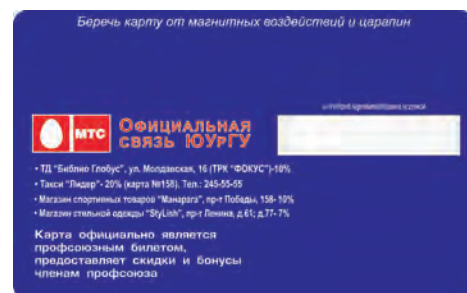 Беречь карту от магнитных воздействий и царапин
МТС
ОФИЦИАЛЬНАЯ
СВЯЗЬ ЮУрГУ
• ТД "Библио Глобус", ул. Молдавская, 16 (ТРК "ФОКУС")-10%
• Такси "Лидер"- 20% (карта №158). Тел.: 245-55-55
• Магазин спортивных товаров "Манарага", пр-т Победы, 158- 10%
• Магазин стильной одежды "StyLish", пр-т Ленина, д.61; д.77- 7%
Карта официально является
профсоюзным билетом,
предоставляет скидки и бонусы
членам профсоюза